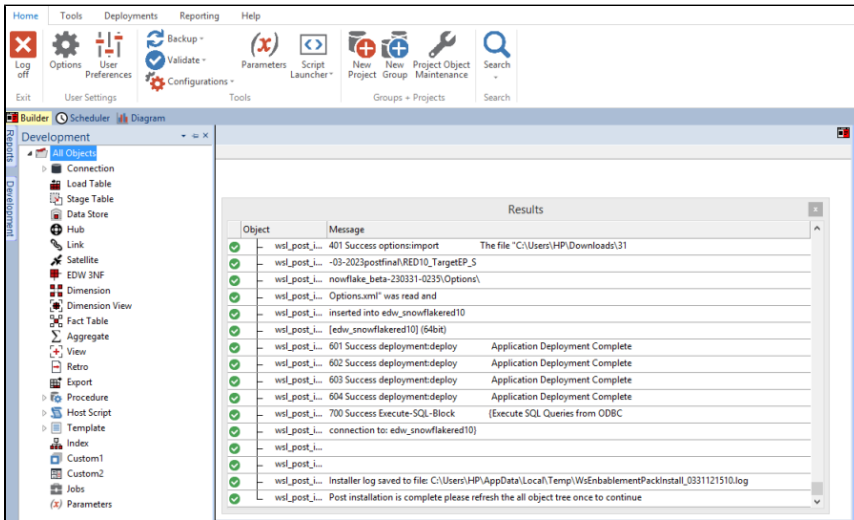 Home Tools Deployments Reporting Help
Log off
Options
User Preferences
Backup
Validate
Configurations
(x) Parameters
Script Launcher
New Project
New Group
Project Object Maintenance
Search
Exit User Settings Tools Groups + Projects Search
Builder Scheduler Diagram
Reports
Development
Development
All Objects
Connection
Load Table
Stage Table
Data Store
Hub
Link
Satellite
EDW 3NF
Dimension
Dimension View
Fact Table
Aggregate
View
Retro
Export
Procedure
Host Script
Template
Index
Custom1
Custom2
Jobs
(x) Parameters
Results
Object Message
wsl_post_i... 401 Success options:import The file "C:\Users\HP\Downloads\31
wsl_post_i... -03-2023postfinal\RED10_TargetEP_S
wsl_post_i... nowflake_beta-230331-0235\Options\
wsl_post_i... Options.xml" was read and
wsl_post_i... inserted into edw_snowflakered10
wsl_post_i... [edw_snowflakered10] (64bit)
wsl_post_i... 601 Success deployment:deploy Application Deployment Complete
wsl_post_i... 602 Success deployment:deploy Application Deployment Complete
wsl_post_i... 603 Success deployment:deploy Application Deployment Complete
wsl_post_i... 604 Success deployment:deploy Application Deployment Complete
wsl_post_i... 700 Success Execute-SQL-Block {Execute SQL Queries from ODBC
wsl_post_i... connection to: edw_snowflakered10}
wsl_post_i...
wsl_post_i...
wsl_post_i... Installer log saved to file: C:\Users\HP\AppData\Local\Temp\WsEnbablementPackInstall_0331121510.log
wsl_post_i... Post installation is complete please refresh the all object tree once to continue